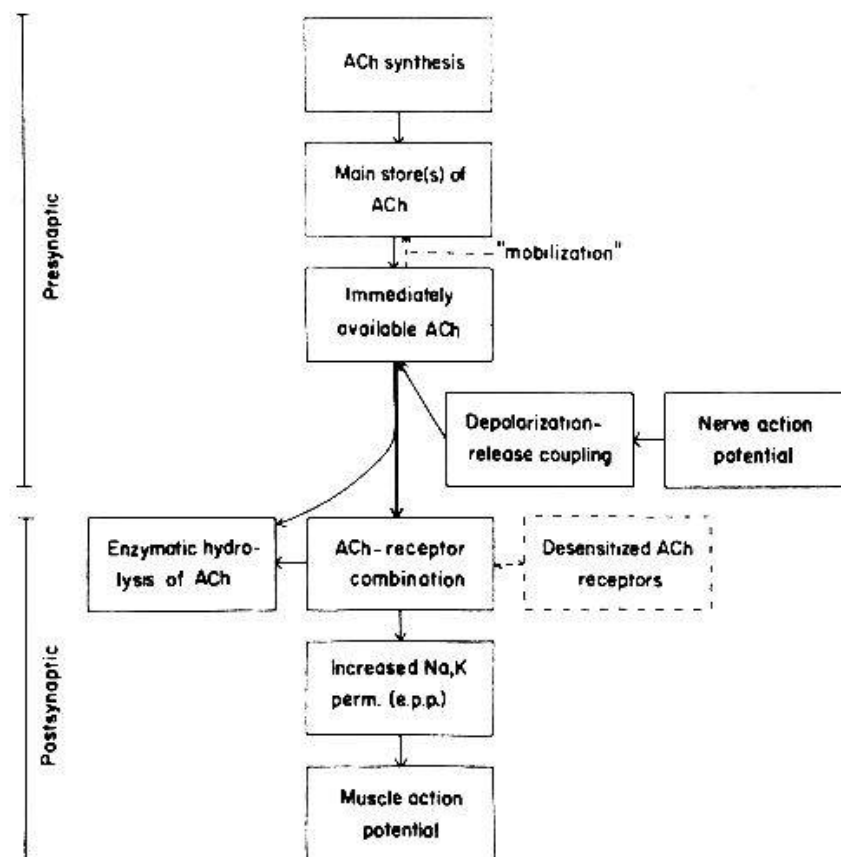 ACh synthesis
Main store(s) of
ACh
"mobilization"
Immediately
available ACh
Presynaptic
Depolarization-
release coupling
Nerve action
potential
Enzymatic hydro-
lysis of ACh
ACh-receptor
combination
Desensitized ACh
receptors
Increased Na,K
perm. (e.p.p.)
Postsynaptic
Muscle action
potential